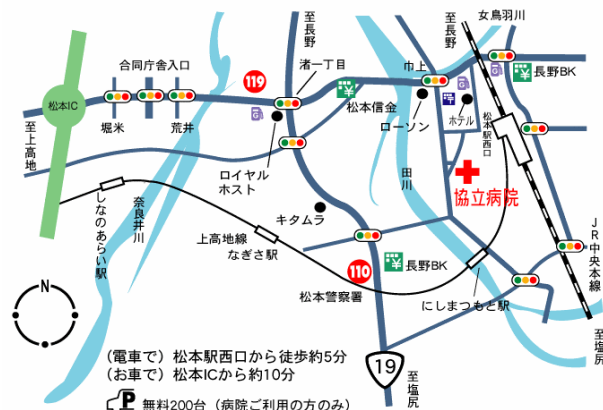 女鳥羽川
至長野
至長野
合同庁舎入口
119
渚一丁目
巾上
長野BK
松本IC
堀米
荒井
松本信金
ローソン
ホテル
松本駅西口
至上高地
ロイヤル
ホスト
田川
協立病院
しなのあらい駅
奈良井川
キタムラ
上高地線
なぎさ駅
110
長野BK
松本警察署
にしまつもと駅
JR中央本線
N
19
至塩尻
至塩尻
(電車で) 松本駅西口から徒歩約5分
(お車で) 松本ICから約10分
P 無料200台 (病院ご利用の方のみ)